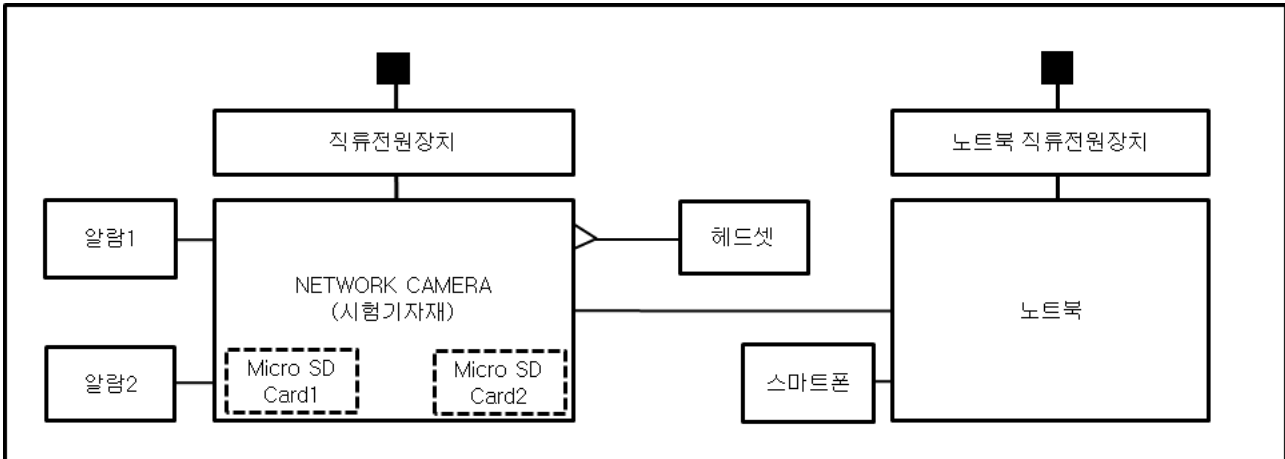 직류전원장치
노트북 직류전원장치
알람1
헤드셋
NETWORK CAMERA
(시험기자재)
노트북
알람2
Micro SD
Card1
Micro SD
Card2
스마트폰